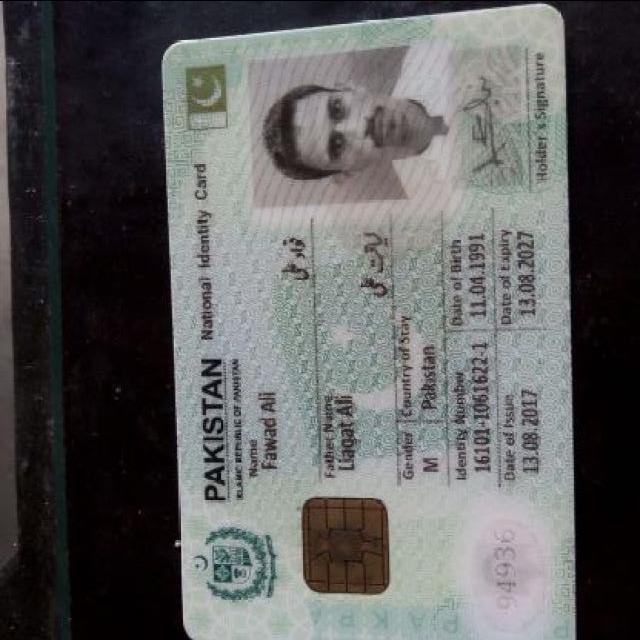 PAKISTAN National Identity Card
ISLAMIC REPUBLIC OF PAKISTAN
Name
Fawad Ali
فواد علی
Father Name
Liaqat Ali
لیاقت علی
Gender Country of Stay
M Pakistan
Identity Number Date of Birth
16101-1061622-1 11.04.1991
Date of Issue Date of Expiry
13.08.2017 13.08.2027
Holder's Signature
94936